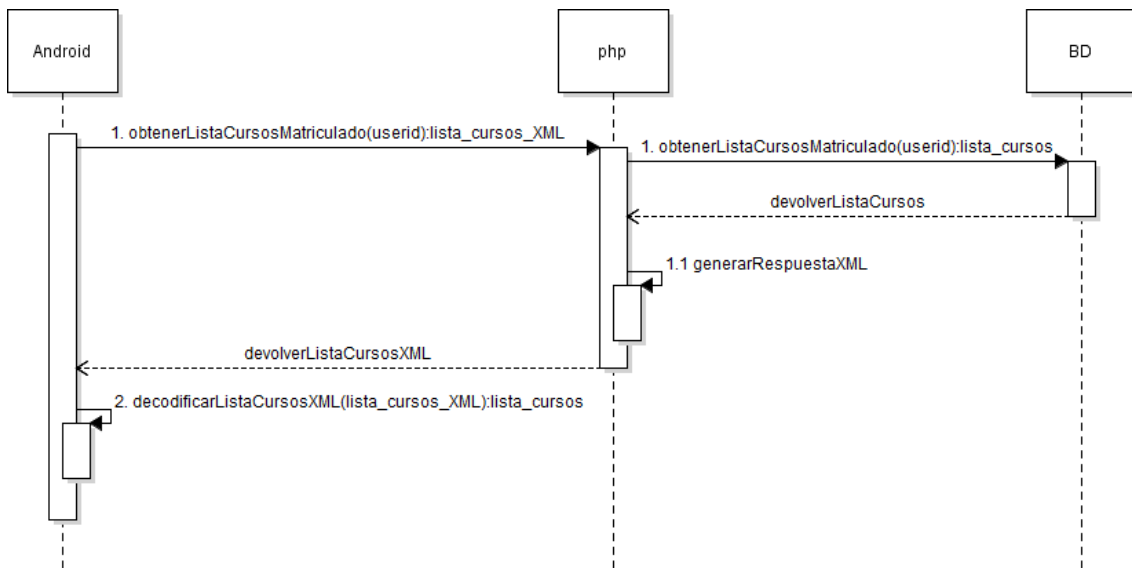 Android
php
BD
1. obtenerListaCursosMatriculado(userid):lista_cursos_XML
1. obtenerListaCursosMatriculado(userid):lista_cursos
devolverListaCursos
1.1 generarRespuestaXML
devolverListaCursosXML
2. decodificarListaCursosXML(lista_cursos_XML):lista_cursos